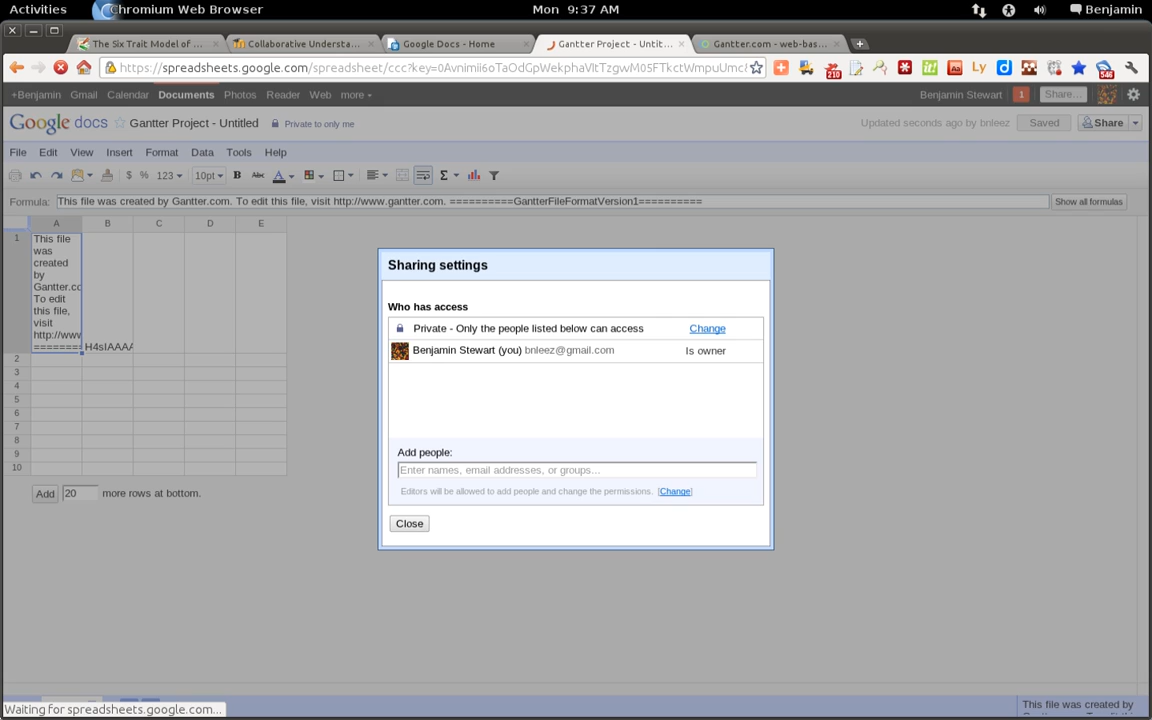 Activities Chromium Web Browser Mon 9:37 AM Benjamin
The Six Trait Model of ... Collaborative Understa... Google Docs - Home Gantter Project - Untit... Gantter.com - web-bas...
https://spreadsheets.google.com/spreadsheet/
210 it! Aa Ly d 546
+Benjamin Gmail Calendar Documents Photos Reader Web more Benjamin Stewart 1 Share...
Google docs Gantter Project - Untitled Private to only me Updated seconds ago by bnleez Saved Share
File Edit View Insert Format Data Tools Help
$ % 123 10pt B Abc A Σ
Formula: This file was created by Gantter.com. To edit this file, visit http://www.gantter.com. ==========GantterFileFormatVersion1========== Show all formulas
A B C D E
1 This file
was
created
by
Gantter.co
To edit
this file,
visit
http://www
======== H4sIAAAA
2
3
4
5
6
7
8
9
10
Add 20 more rows at bottom.
Sharing settings
Who has access
Private - Only the people listed below can access Change
Benjamin Stewart (you) bnleez@gmail.com Is owner
Add people:
Enter names, email addresses, or groups...
Editors will be allowed to add people and change the permissions. [Change]
Close
Waiting for spreadsheets.google.com...
This file was created by